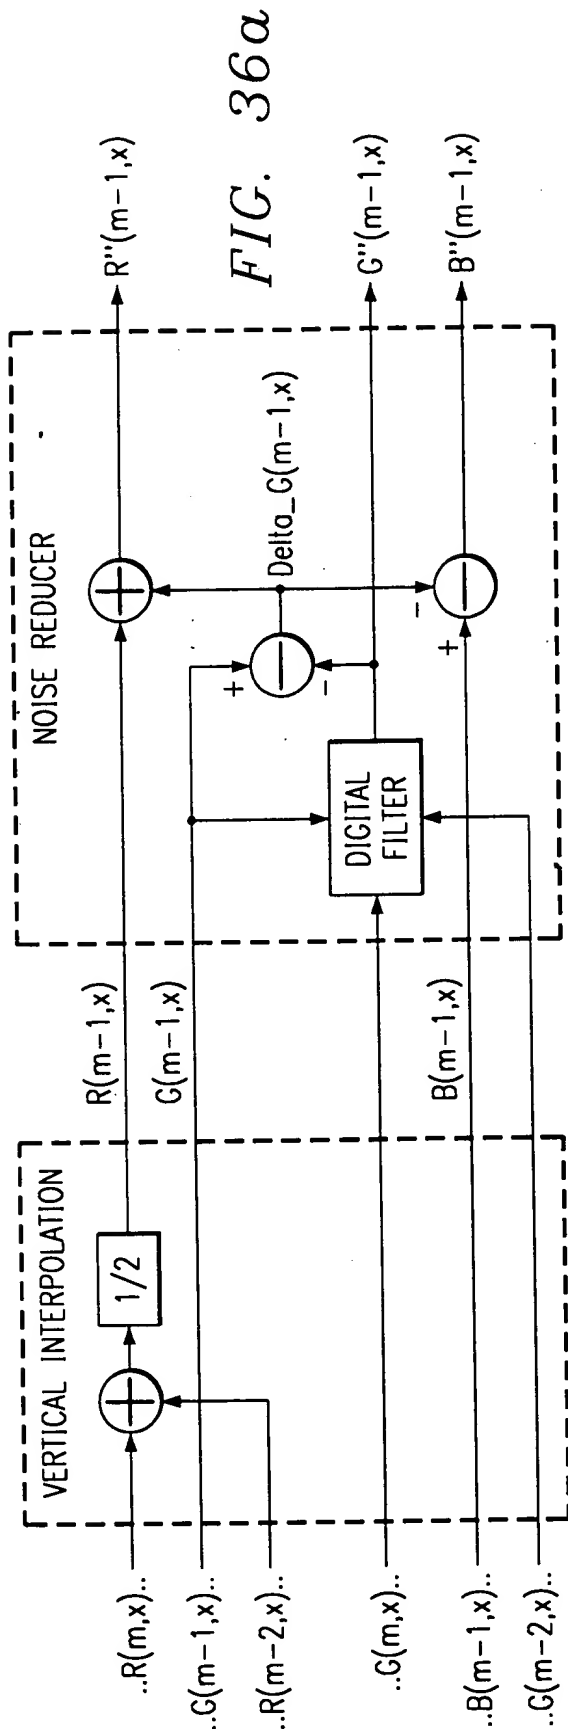 FIG. 36a
VERTICAL INTERPOLATION
NOISE REDUCER
..R(m,x)..
..G(m-1,x)..
..R(m-2,x)..
..G(m,x)..
..B(m-1,x)..
..G(m-2,x)..
1/2
R(m-1,x)
G(m-1,x)
B(m-1,x)
DIGITAL
FILTER
+
-
Delta_G(m-1,x)
-
+
R''(m-1,x)
G''(m-1,x)
B''(m-1,x)